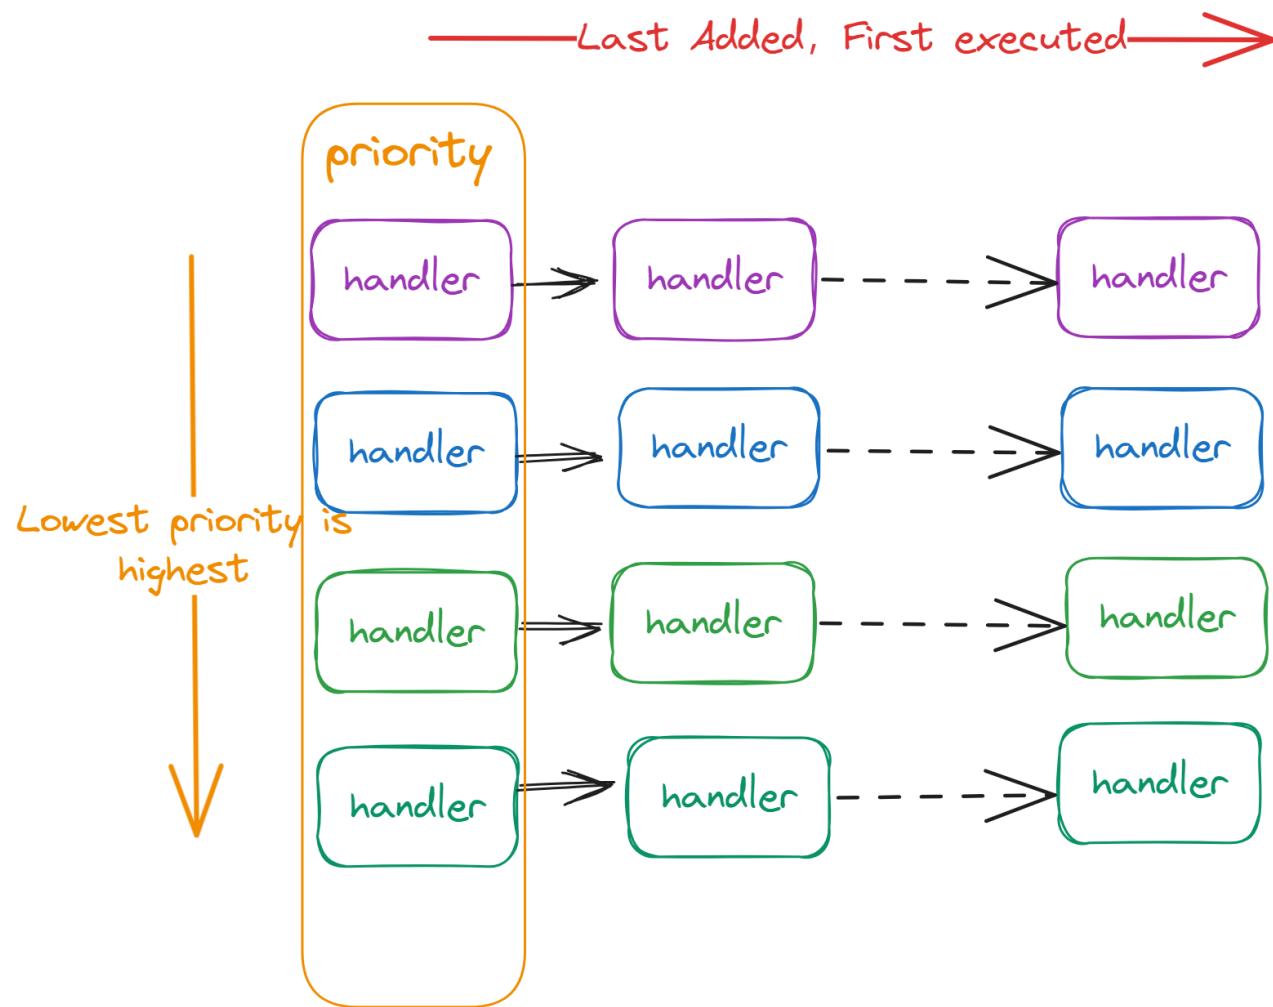 Last Added, First executed
priority
handler
handler
handler
handler
handler
handler
Lowest priority is
highest
handler
handler
handler
handler
handler
handler